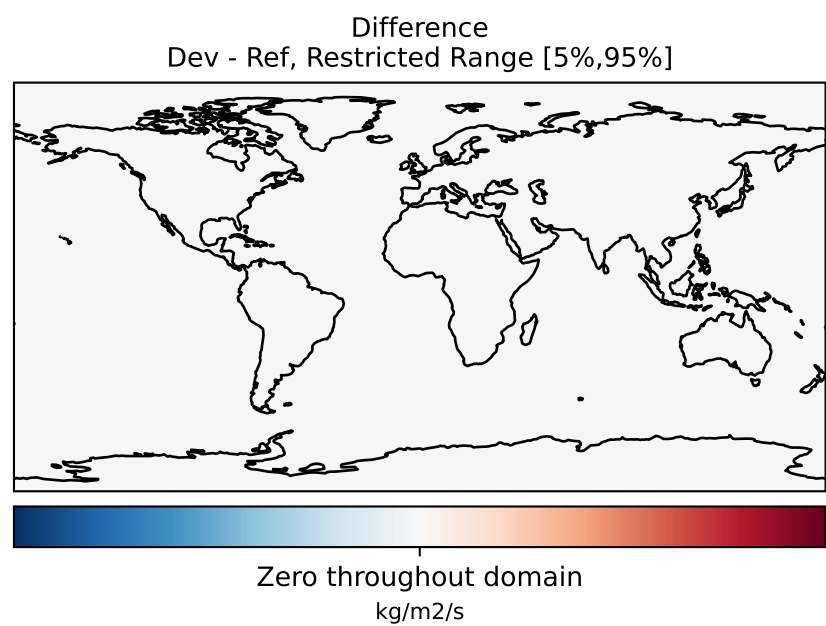 Difference
Dev - Ref, Restricted Range [5%,95%]
Zero throughout domain
kg/m2/s